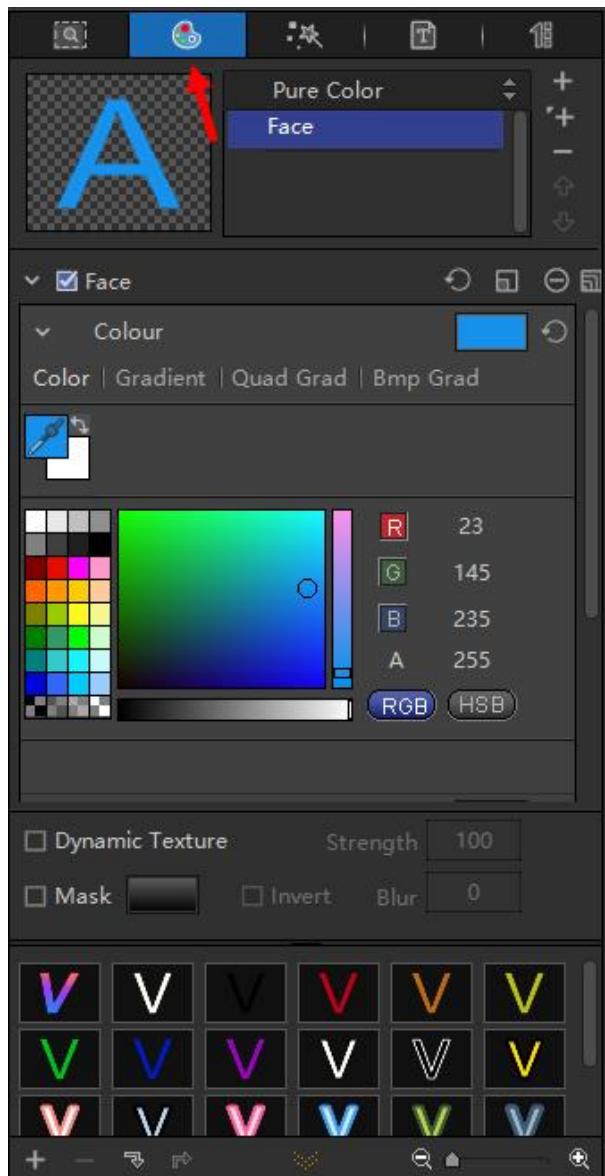 T
A
Pure Color
Face
Face
Colour
Color | Gradient | Quad Grad | Bmp Grad
R 23
G 145
B 235
A 255
RGB HSB
Dynamic Texture Strength 100
Mask Invert Blur 0
V V V V V V
V V V V V V
V V V V V V